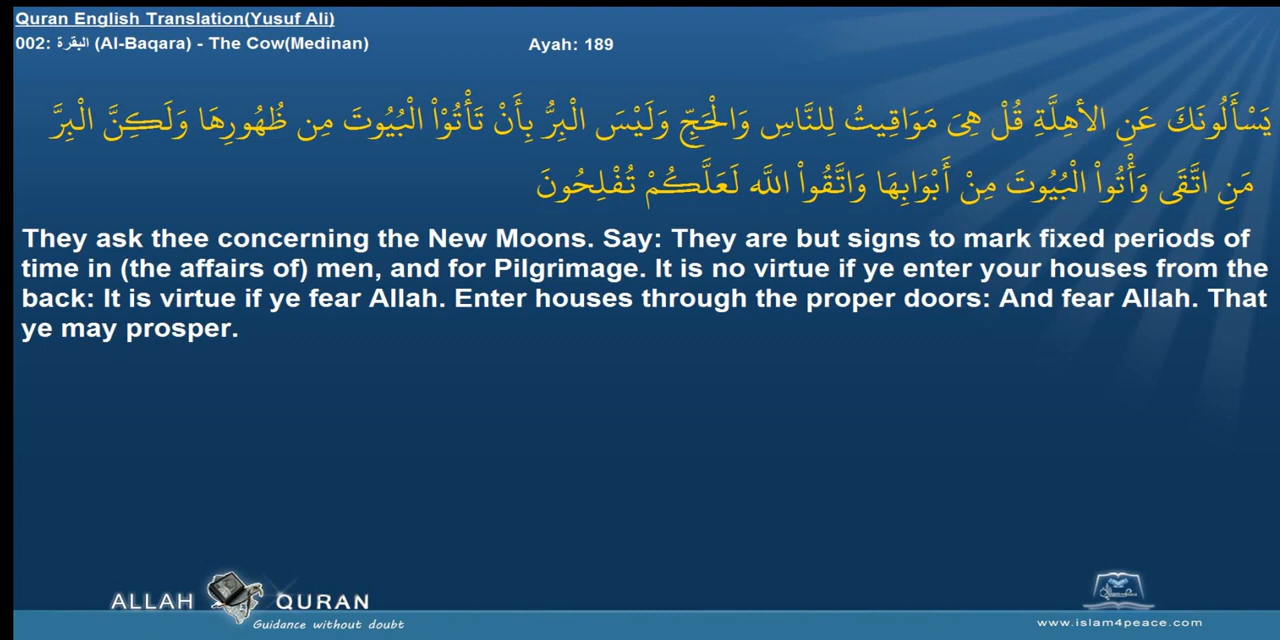 Quran English Translation(Yusuf Ali)
002: البقرة (Al-Baqara) - The Cow(Medinan)
Ayah: 189
يَسْأَلُونَكَ عَنِ الأهِلَّةِ قُلْ هِىَ مَوَاقِيتُ لِلنَّاسِ وَالْحَجِّ وَلَيْسَ الْبِرُّ بِأَنْ تَأْتُوْاْ الْبُيُوتَ مِن ظُهُورِهَا وَلَكِنَّ الْبِرَّ
مَنِ اتَّقَى وَأْتُواْ الْبُيُوتَ مِنْ أَبْوَابِهَا وَاتَّقُواْ اللَّه لَعَلَّكُمْ تُفْلِحُونَ
They ask thee concerning the New Moons. Say: They are but signs to mark fixed periods of
time in (the affairs of) men, and for Pilgrimage. It is no virtue if ye enter your houses from the
back: It is virtue if ye fear Allah. Enter houses through the proper doors: And fear Allah. That
ye may prosper.
ALLAH QURAN
Guidance without doubt
www.islam4peace.com